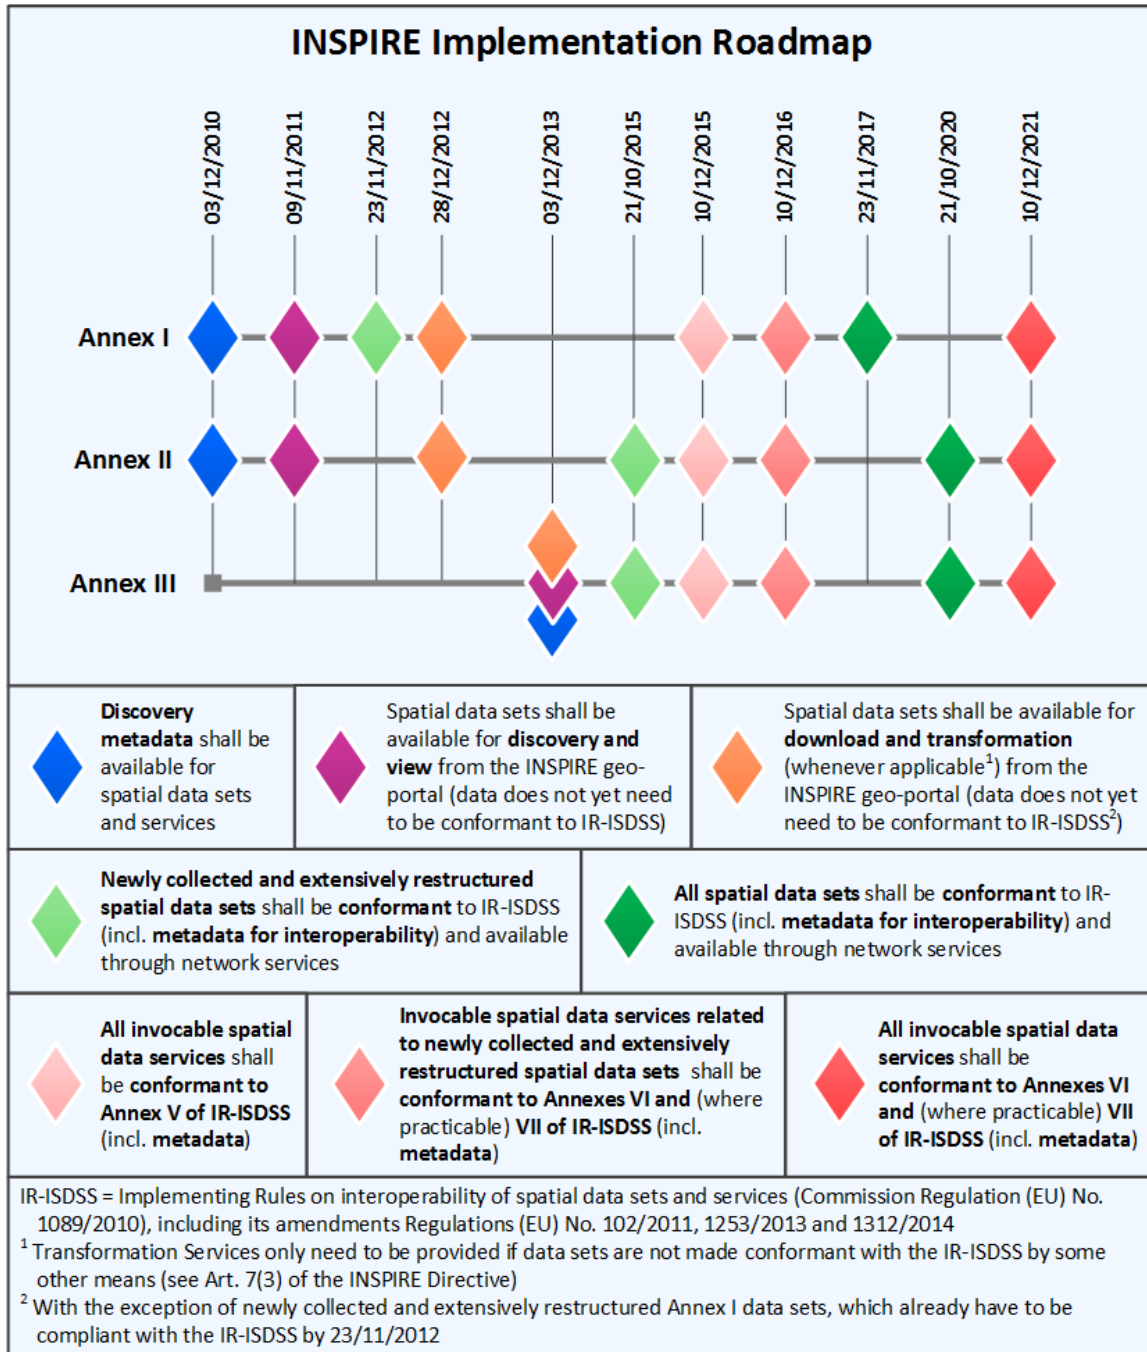 INSPIRE Implementation Roadmap
03/12/2010
09/11/2011
23/11/2012
28/12/2012
03/12/2013
21/10/2015
10/12/2015
10/12/2016
23/11/2017
21/10/2020
10/12/2021
Annex I
Annex II
Annex III
Discovery
metadata shall be
available for
spatial data sets
and services
Spatial data sets shall be
available for discovery and
view from the INSPIRE geo-
portal (data does not yet need
to be conformant to IR-ISDSS)
Spatial data sets shall be available for
download and transformation
(whenever applicable¹) from the
INSPIRE geo-portal (data does not yet
need to be conformant to IR-ISDSS²)
Newly collected and extensively restructured
spatial data sets shall be conformant to IR-ISDSS
(incl. metadata for interoperability) and available
through network services
All spatial data sets shall be conformant to IR-
ISDSS (incl. metadata for interoperability) and
available through network services
All invocable spatial
data services shall
be conformant to
Annex V of IR-ISDSS
(incl. metadata)
Invocable spatial data services related
to newly collected and extensively
restructured spatial data sets shall be
conformant to Annexes VI and (where
practicable) VII of IR-ISDSS (incl.
metadata)
All invocable spatial data
services shall be
conformant to Annexes VI
and (where practicable) VII
of IR-ISDSS (incl. metadata)
IR-ISDSS = Implementing Rules on interoperability of spatial data sets and services (Commission Regulation (EU) No.
1089/2010), including its amendments Regulations (EU) No. 102/2011, 1253/2013 and 1312/2014
¹ Transformation Services only need to be provided if data sets are not made conformant with the IR-ISDSS by some
other means (see Art. 7(3) of the INSPIRE Directive)
² With the exception of newly collected and extensively restructured Annex I data sets, which already have to be
compliant with the IR-ISDSS by 23/11/2012